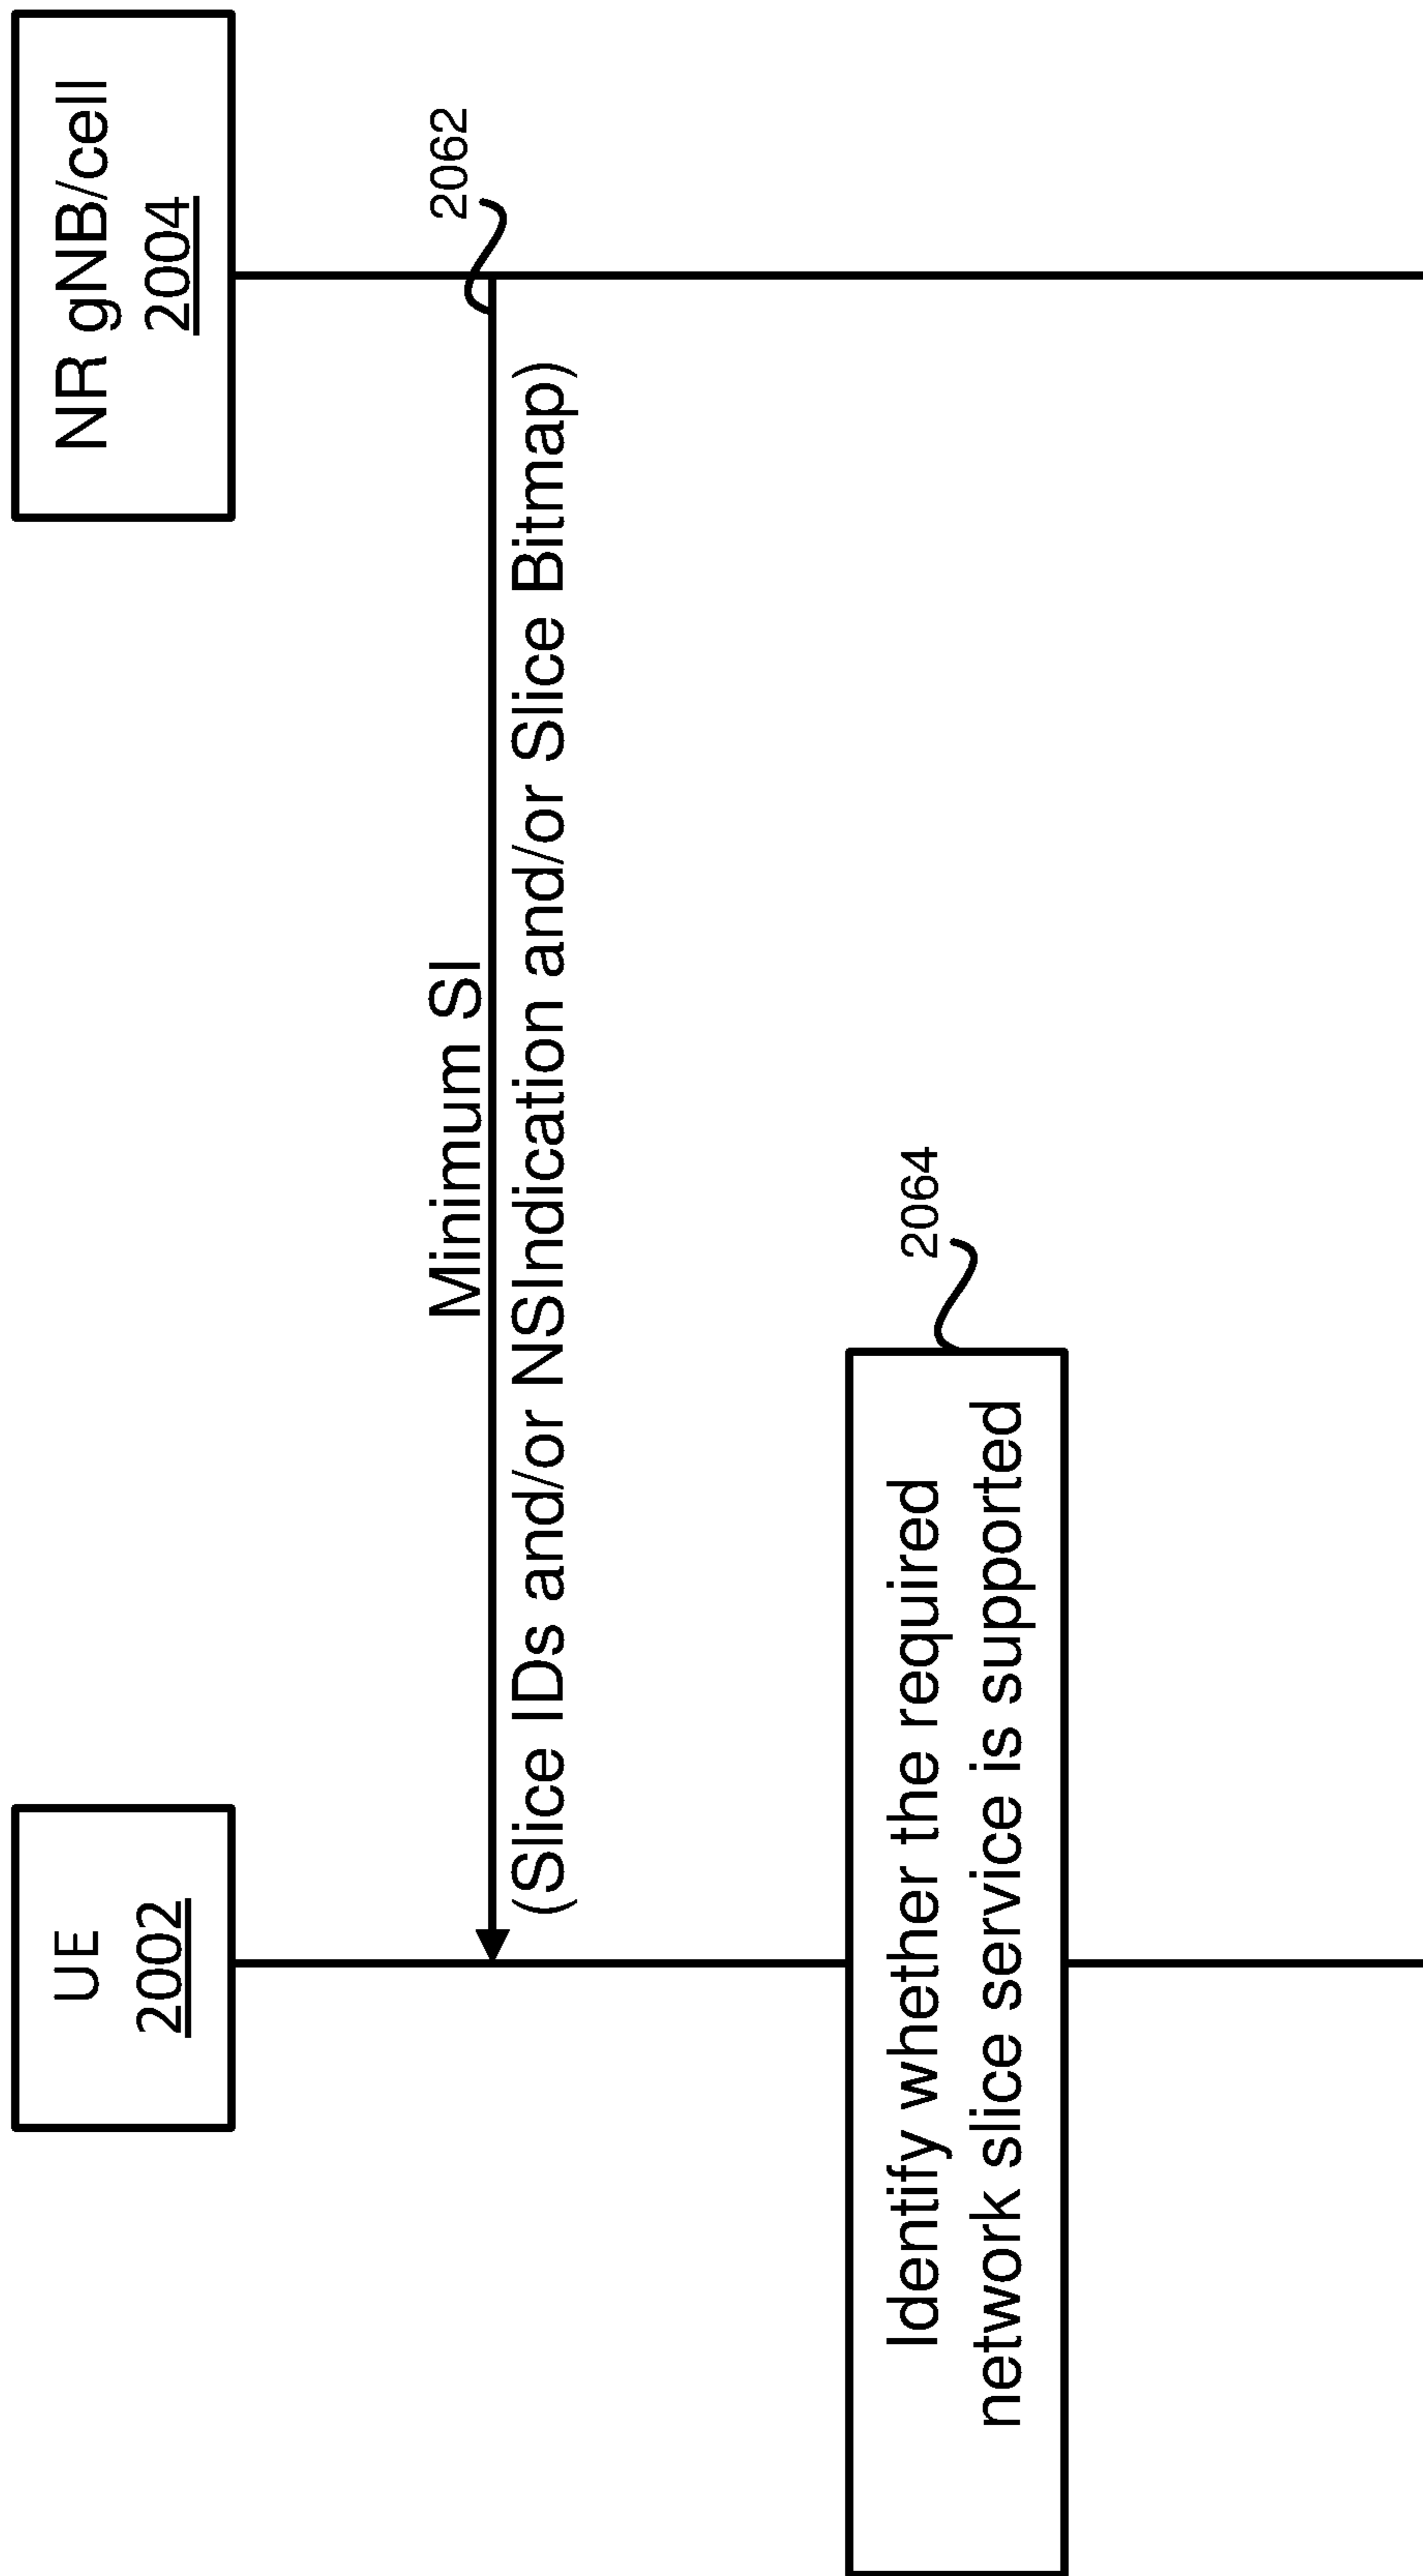 UE
2002
NR gNB/cell
2004
Minimum SI
2062
(Slice IDs and/or NSIndication and/or Slice Bitmap)
2064
Identify whether the required
network slice service is supported